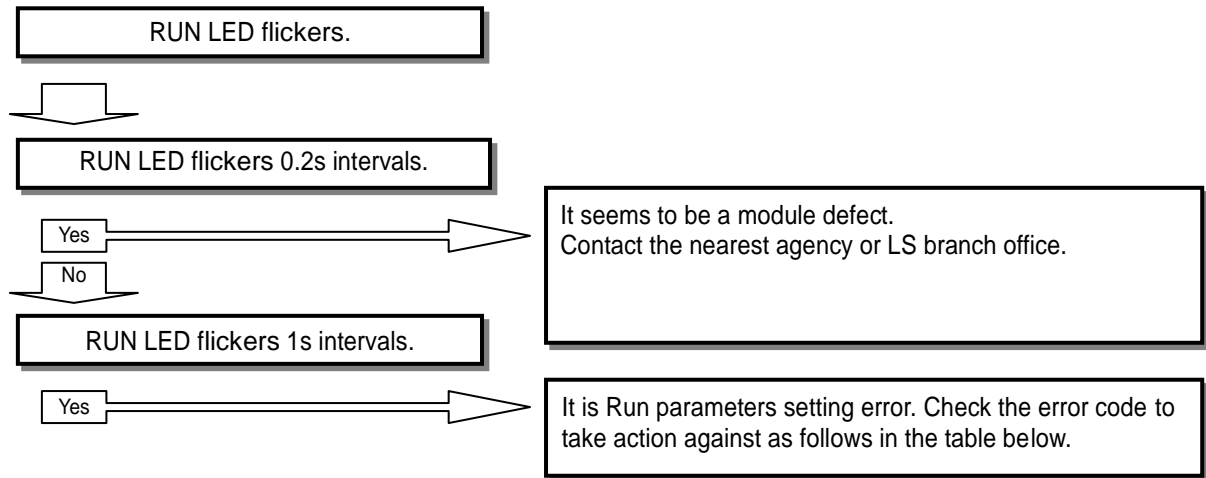 RUN LED flickers.
RUN LED flickers 0.2s intervals.
Yes
It seems to be a module defect.
Contact the nearest agency or LS branch office.
No
RUN LED flickers 1s intervals.
Yes
It is Run parameters setting error. Check the error code to
take action against as follows in the table below.